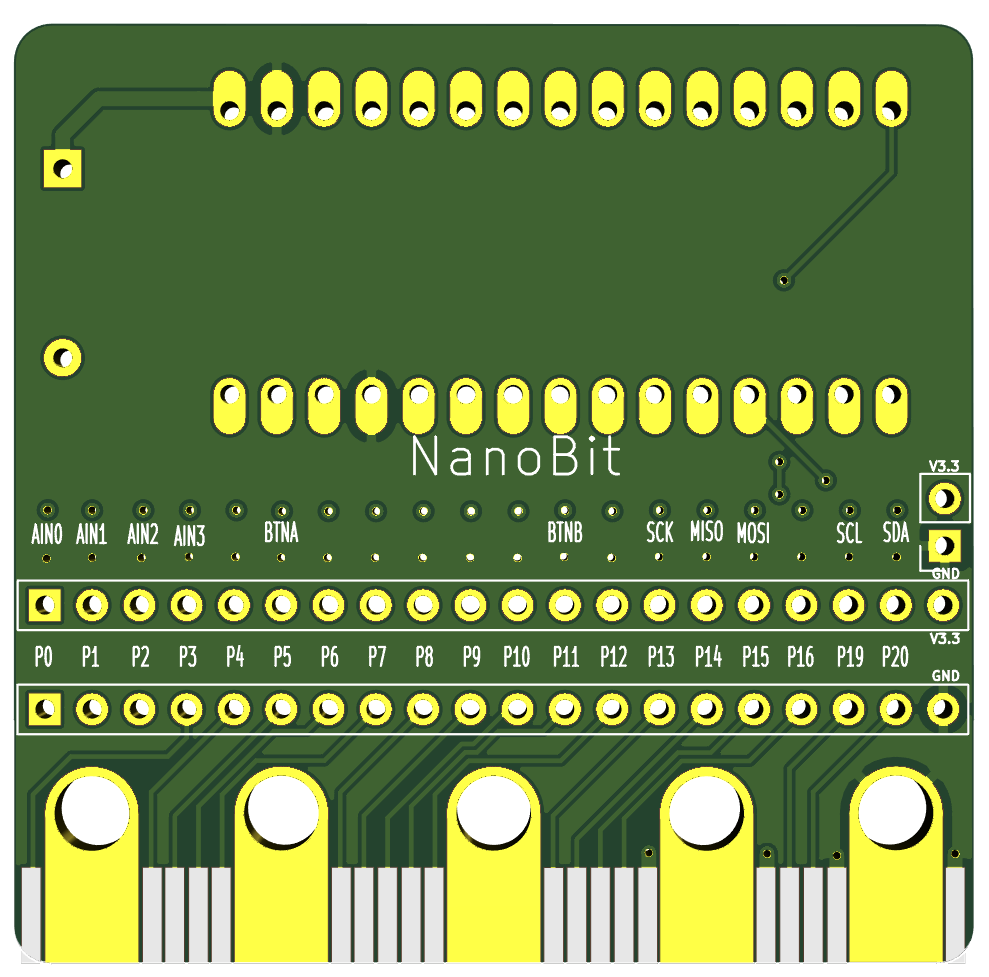 NanoBit
V3.3
AIN0 AIN1 AIN2 AIN3 BTNA BTNB SCK MISO MOSI SCL SDA
GND
V3.3
P0 P1 P2 P3 P4 P5 P6 P7 P8 P9 P10 P11 P12 P13 P14 P15 P16 P19 P20
GND